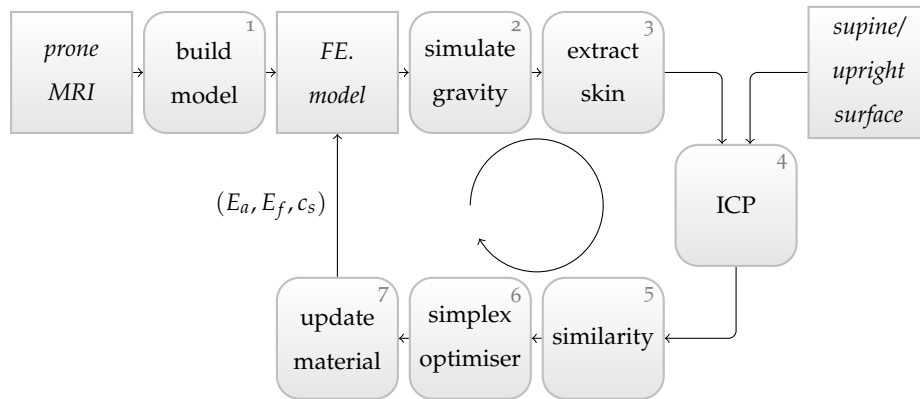 prone
MRI
1
build
model
FE.
model
2
simulate
gravity
3
extract
skin
supine/
upright
surface
4
ICP
(E_a, E_f, c_s)
7
update
material
6
simplex
optimiser
5
similarity